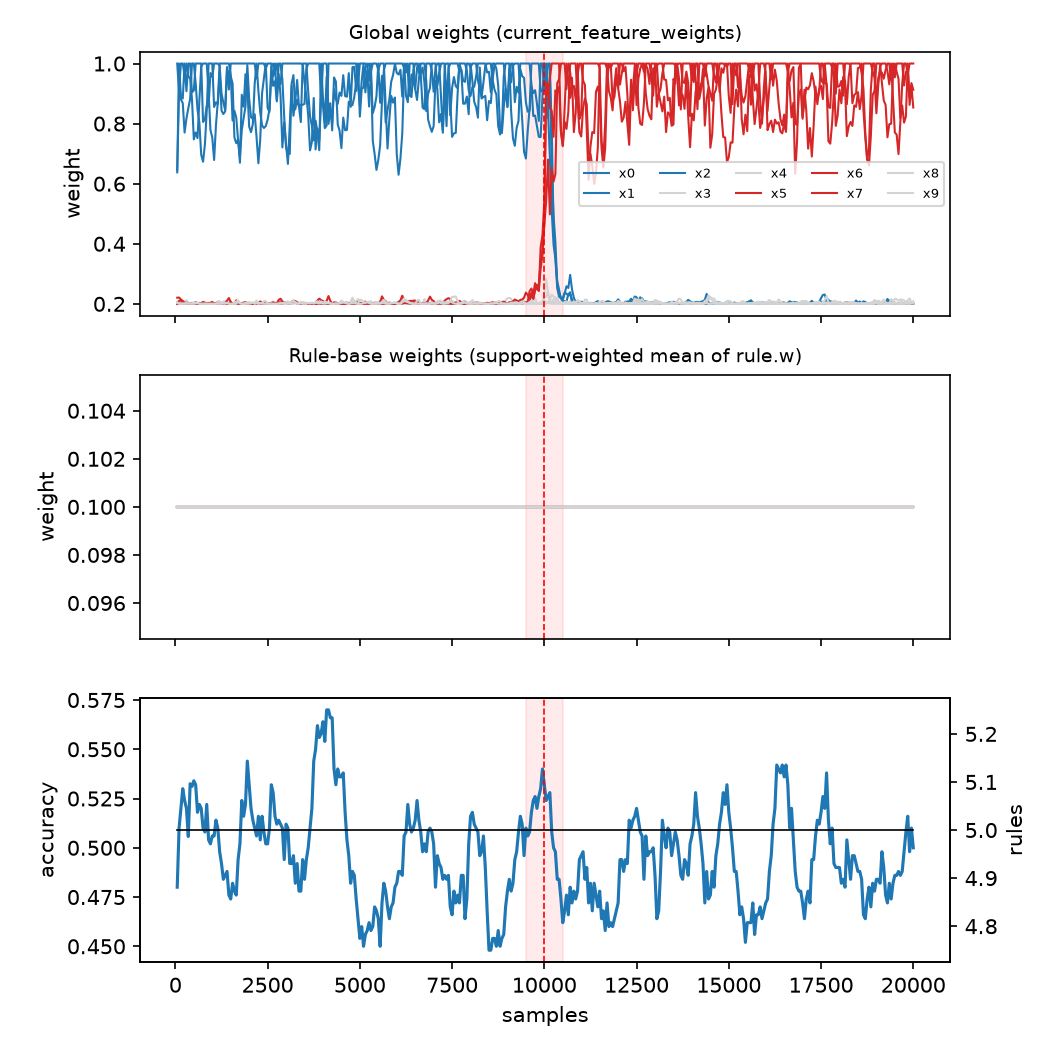 Global weights (current_feature_weights)
1.0
0.8
0.6
0.4
0.2
weight
x0 x2 x4 x6 x8
x1 x3 x5 x7 x9
Rule-base weights (support-weighted mean of rule.w)
0.104
0.102
0.100
0.098
0.096
weight
0.575
0.550
0.525
0.500
0.475
0.450
accuracy
5.2
5.1
5.0
4.9
4.8
rules
0 2500 5000 7500 10000 12500 15000 17500 20000
samples